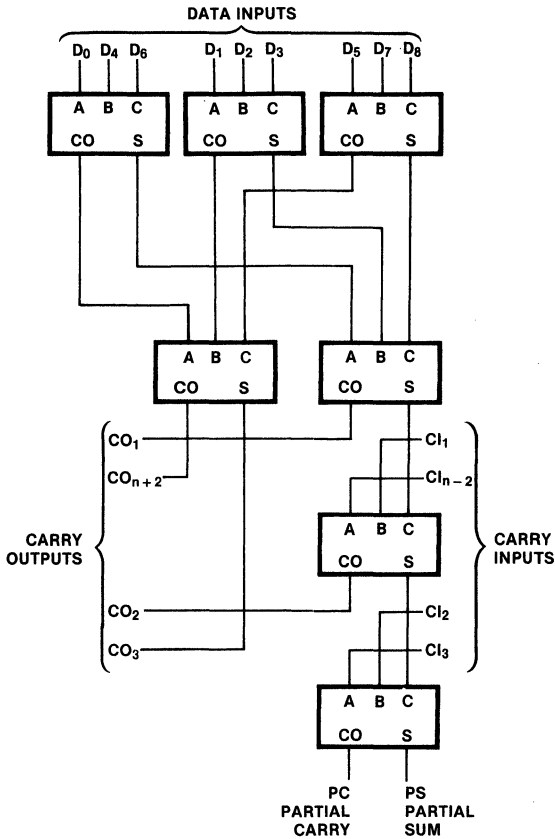 DATA INPUTS
D0 D4 D6 D1 D2 D3 D5 D7 D8
A B C A B C A B C
CO S CO S CO S
A B C A B C
CO S CO S
CO1 CI1
COn+2 CIn−2
A B C
CARRY OUTPUTS CARRY INPUTS
CO S
CO2 CI2
CO3 CI3
A B C
CO S
PC PS
PARTIAL PARTIAL
CARRY SUM